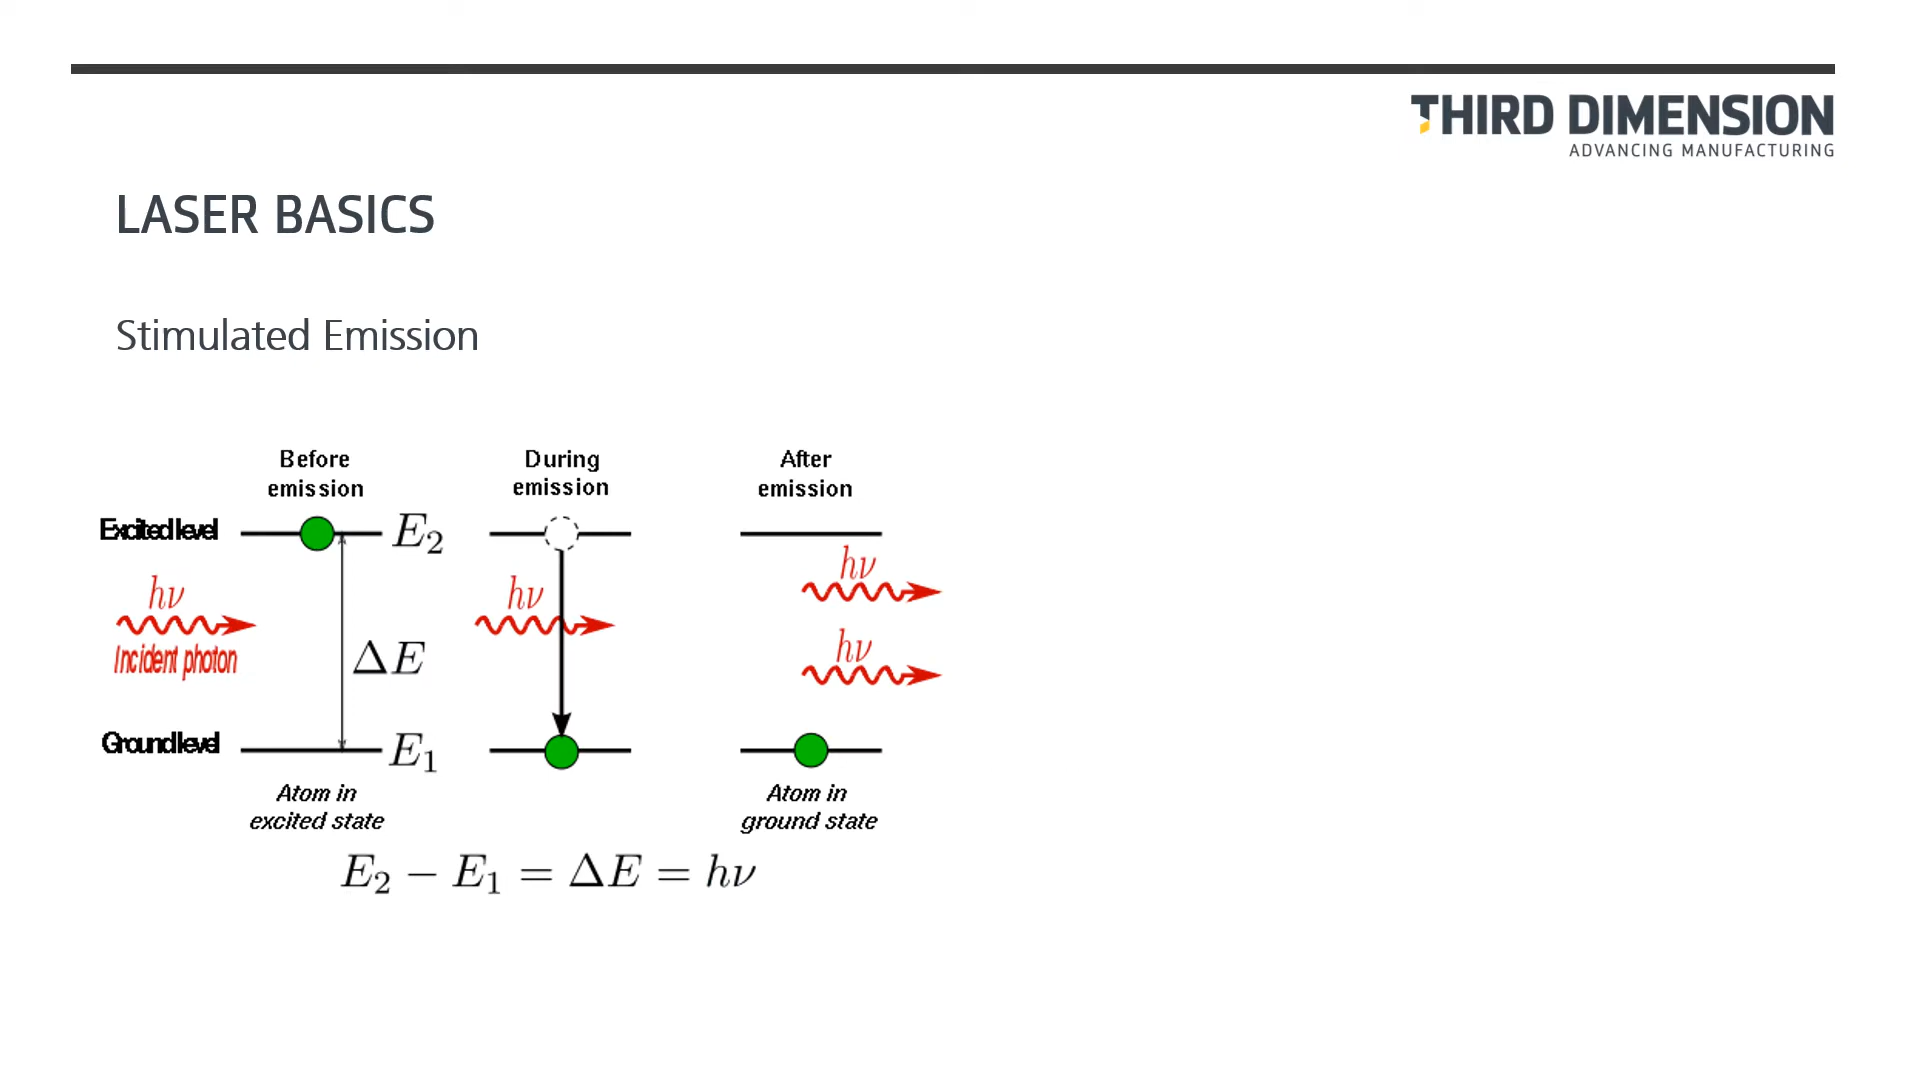 THIRD DIMENSION
ADVANCING MANUFACTURING
LASER BASICS
Stimulated Emission
Before
emission
During
emission
After
emission
Excited level
E₂
hν
hν
hν
Incident photon
ΔE
hν
Ground level
E₁
Atom in
excited state
Atom in
ground state
E₂ − E₁ = ΔE = hν